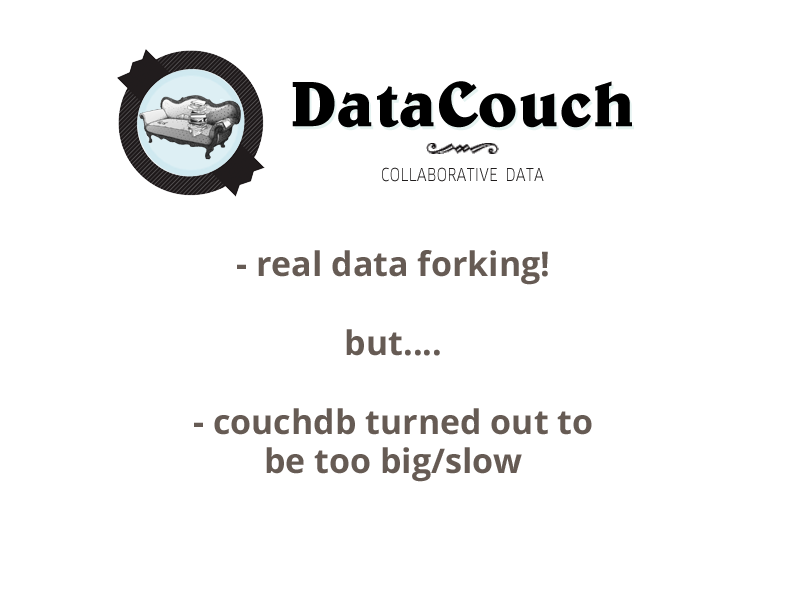 DataCouch
COLLABORATIVE DATA
- real data forking!
but....
- couchdb turned out to
be too big/slow